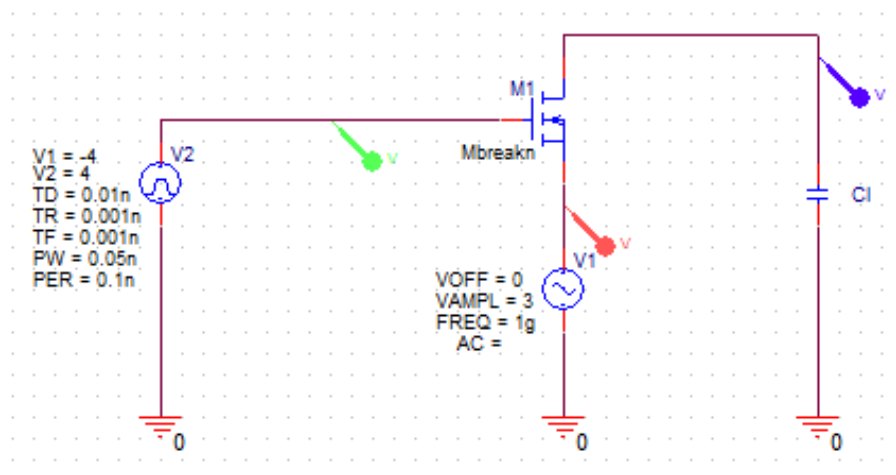 M1
Mbreakn
V
V2
V
V1 = -4
V2 = 4
TD = 0.01n
TR = 0.001n
TF = 0.001n
PW = 0.05n
PER = 0.1n
Cl
V
V1
VOFF = 0
VAMPL = 3
FREQ = 1g
AC =
0
0
0